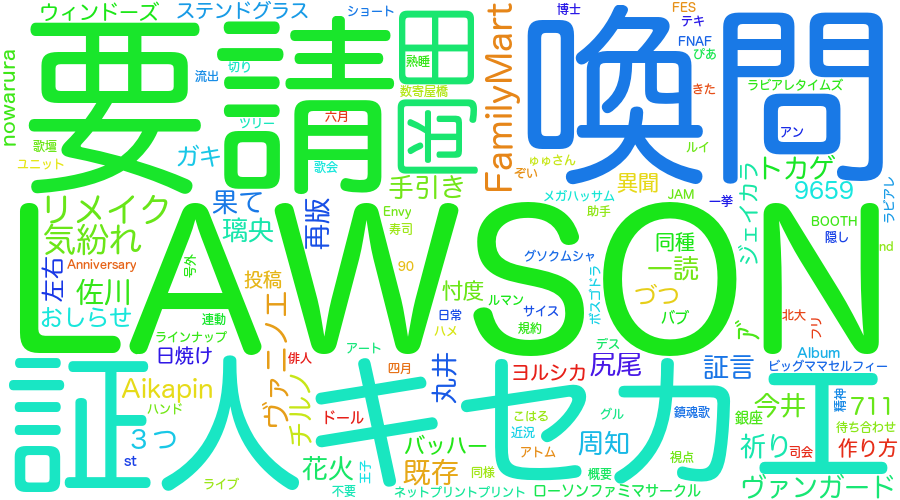 ウィンドーズ
ステンドグラス
ショート
博士
FES
テキ
nowarura
要請
田
FamilyMart
喚問
FNAF
ぴあ
熟睡
切り
流出
数寄屋橋
ラピアレタイムズ
きた
六月
ツリー
アン
歌壇
ユニット
ガキ
歌会
密
ゅゅさん
ぞい
ルイ
トカゲ
手引き
異聞
JAM
9659
メガハッサム
助手
一挙
ラピアレ
リメイク
果て
再版
Envy
寿司
BOOTH
隠し
気紛れ
璃央
同種
ジェイカラ
nd
LAWSON
Anniversary
左右
号外
投稿
90
グソクムシャ
一読
佐川
忖度
ルマン
ボスゴドラ
づつ
おしらせ
連動
日常
サイス
規約
パブ
北大
フリ
ア
ラインナップ
ハメ
日焼け
ヴァニノエ
俳人
アート
四月
デス
Album
ビッグママセルフィー
証人キセカエ
丸井
ヨルシカ
尻尾
証言
Aikapin
ハンド
チルノ
ドール
こはる
グル
鎮魂歌
精神
今井
711
銀座
待ち合わせ
３つ
st
バッハー
近況
アトム
周知
祈り
司会
作り方
花火
王子
既存
同様
概要
視点
ライブ
不要
ネットプリントプリント
ローソンファミマサークル
ヴァンガード